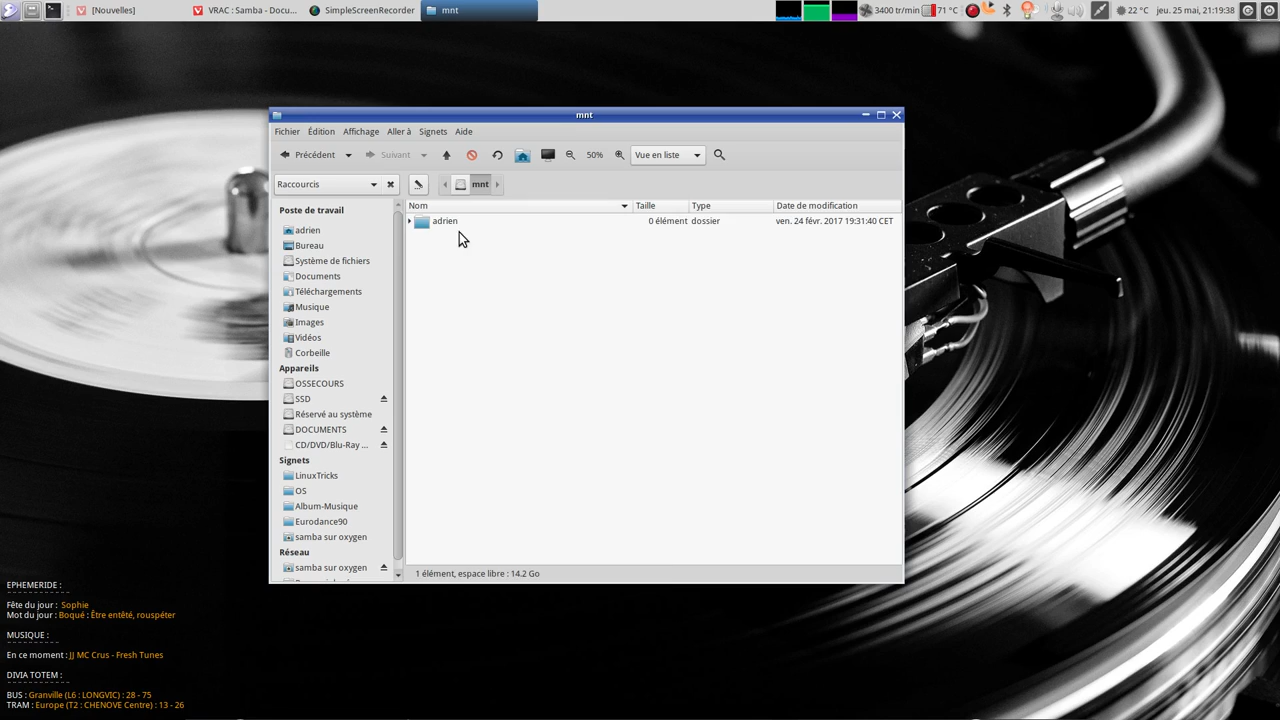 [Nouvelles]
VRAC : Samba - Docu...
SimpleScreenRecorder
mnt
3400 tr/min
71 °C
22 °C
jeu. 25 mai, 21:19:38
mnt
Fichier Édition Affichage Aller à Signets Aide
Précédent Suivant 50% Vue en liste
Raccourcis mnt
Nom Taille Type Date de modification
adrien 0 élément dossier ven. 24 févr. 2017 19:31:40 CET
Poste de travail
adrien
Bureau
Système de fichiers
Documents
Téléchargements
Musique
Images
Vidéos
Corbeille
Appareils
OSSECOURS
SSD
Réservé au système
DOCUMENTS
CD/DVD/Blu-Ray ...
Signets
LinuxTricks
OS
Album-Musique
Eurodance90
samba sur oxygen
Réseau
samba sur oxygen
1 élément, espace libre : 14.2 Go
EPHEMERIDE :
Fête du jour : Sophie
Mot du jour : Boqué : Être entêté, rouspéter
MUSIQUE :
En ce moment : JJ MC Crus - Fresh Tunes
DIVIA TOTEM :
BUS : Granville (L6 : LONGVIC) : 28 - 75
TRAM : Europe (T2 : CHENOVE Centre) : 13 - 26